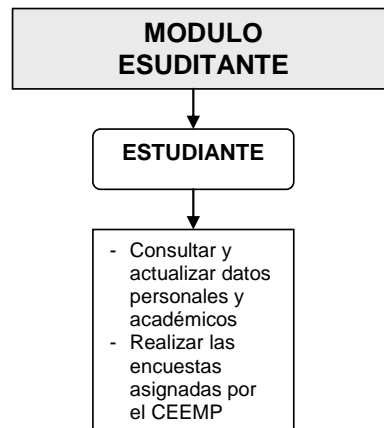 MODULO
ESUDITANTE
ESTUDIANTE
- Consultar y
actualizar datos
personales y
académicos
- Realizar las
encuestas
asignadas por
el CEEMP